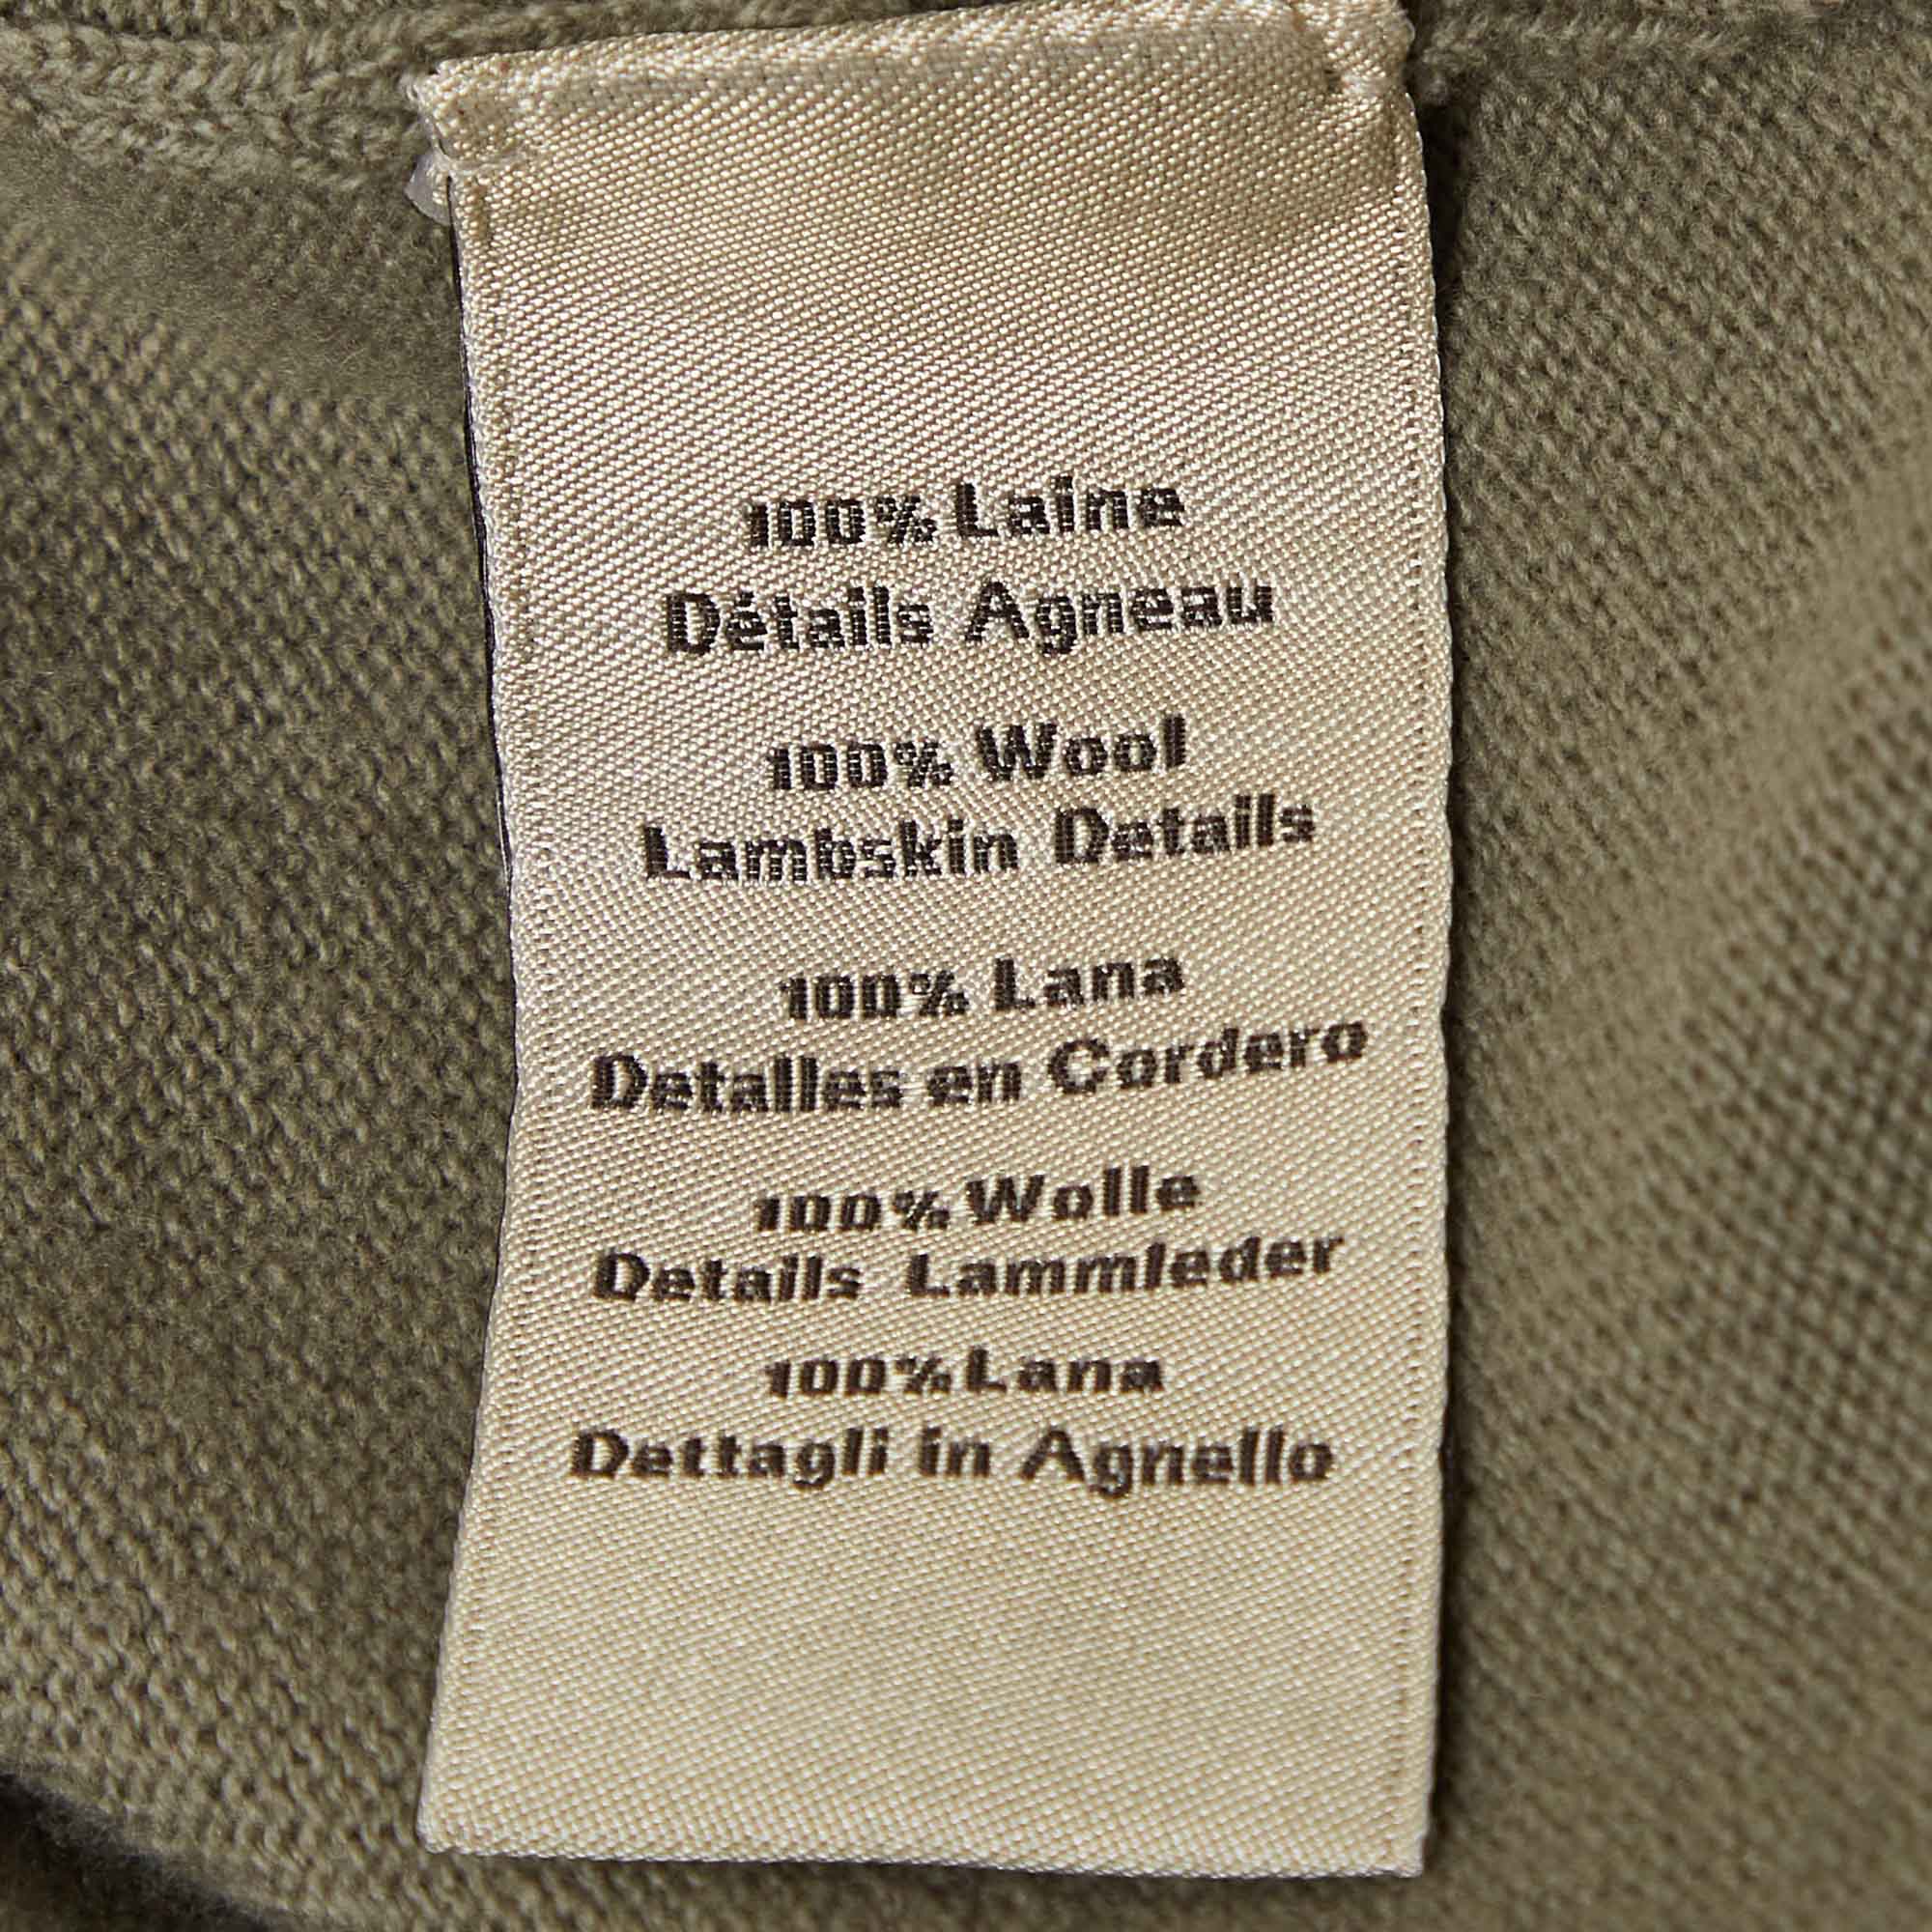 100% Laine
Détails Agneau
100% Wool
Lambskin Details
100% Lana
Detalles en Cordero
100% Wolle
Details Lammleder
100% Lana
Dettagli in Agnello